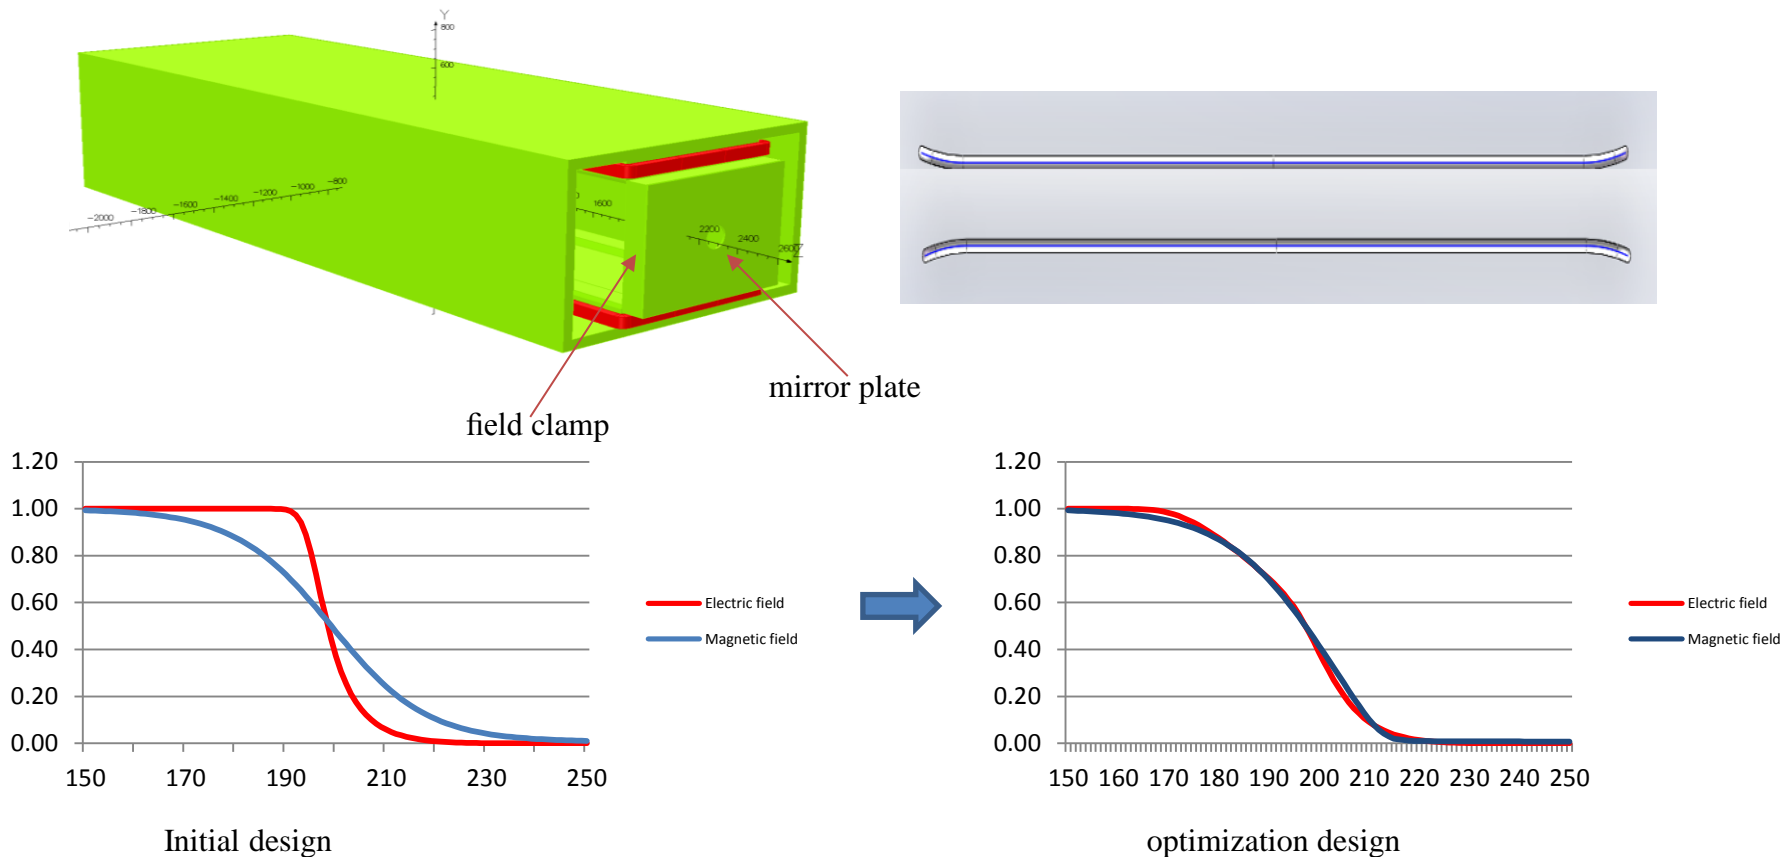 Y
800
600
−2000
−1800
−1600
−1400
−1200
−1000
−800
1600
2200
2400
2600
Z
mirror plate
field clamp
1.20
1.00
0.80
0.60
0.40
0.20
0.00
150 170 190 210 230 250
Electric field
Magnetic field
Initial design
1.20
1.00
0.80
0.60
0.40
0.20
0.00
150 160 170 180 190 200 210 220 230 240 250
Electric field
Magnetic field
optimization design